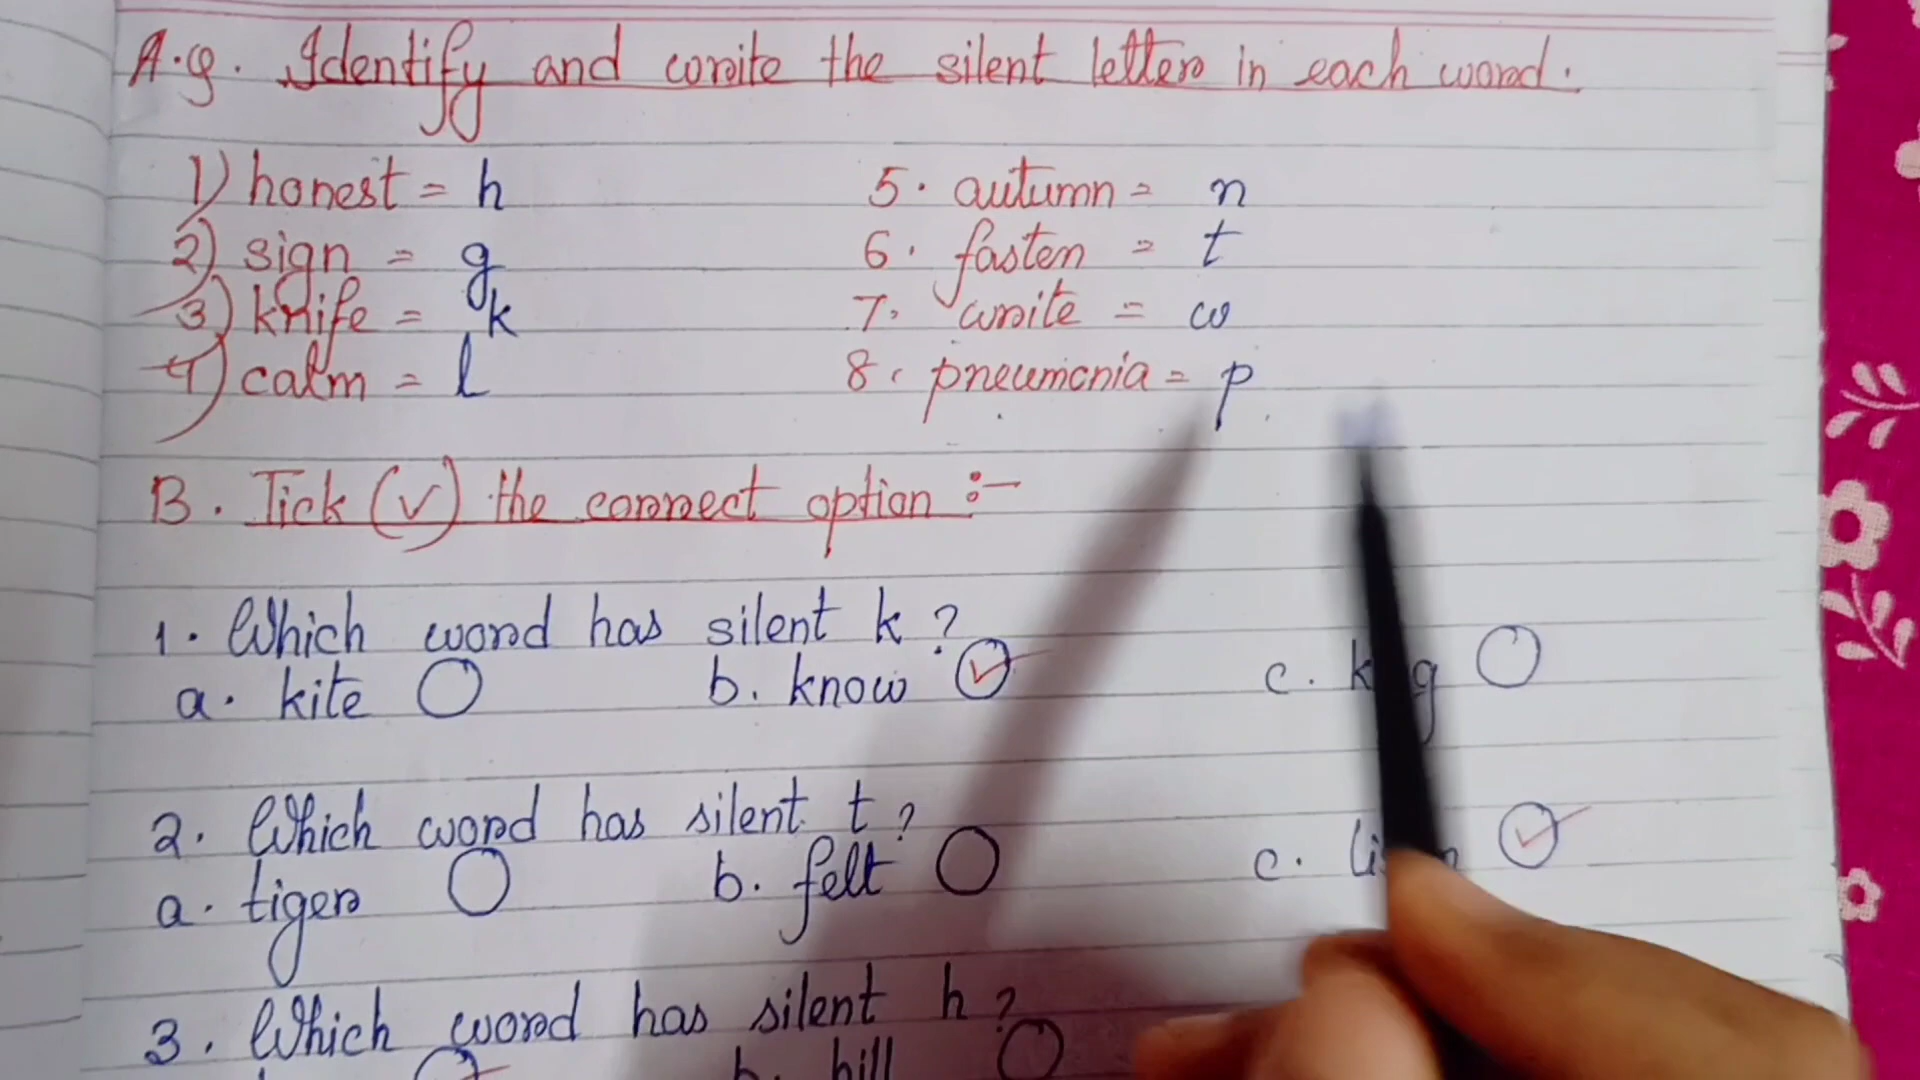 A.Q. Identify and write the silent letter in each word.
1) honest = h
2) sign = g
3) knife = k
4) calm = l
5. autumn = n
6. fasten = t
7. write = w
8. pneumonia = p
B. Tick (✓) the correct option :-
1. Which word has silent k?
a. kite b. know ✓ c.
2. Which word has silent t?
a. tiger b. felt c. ✓
3. Which word has silent h?
b. hill